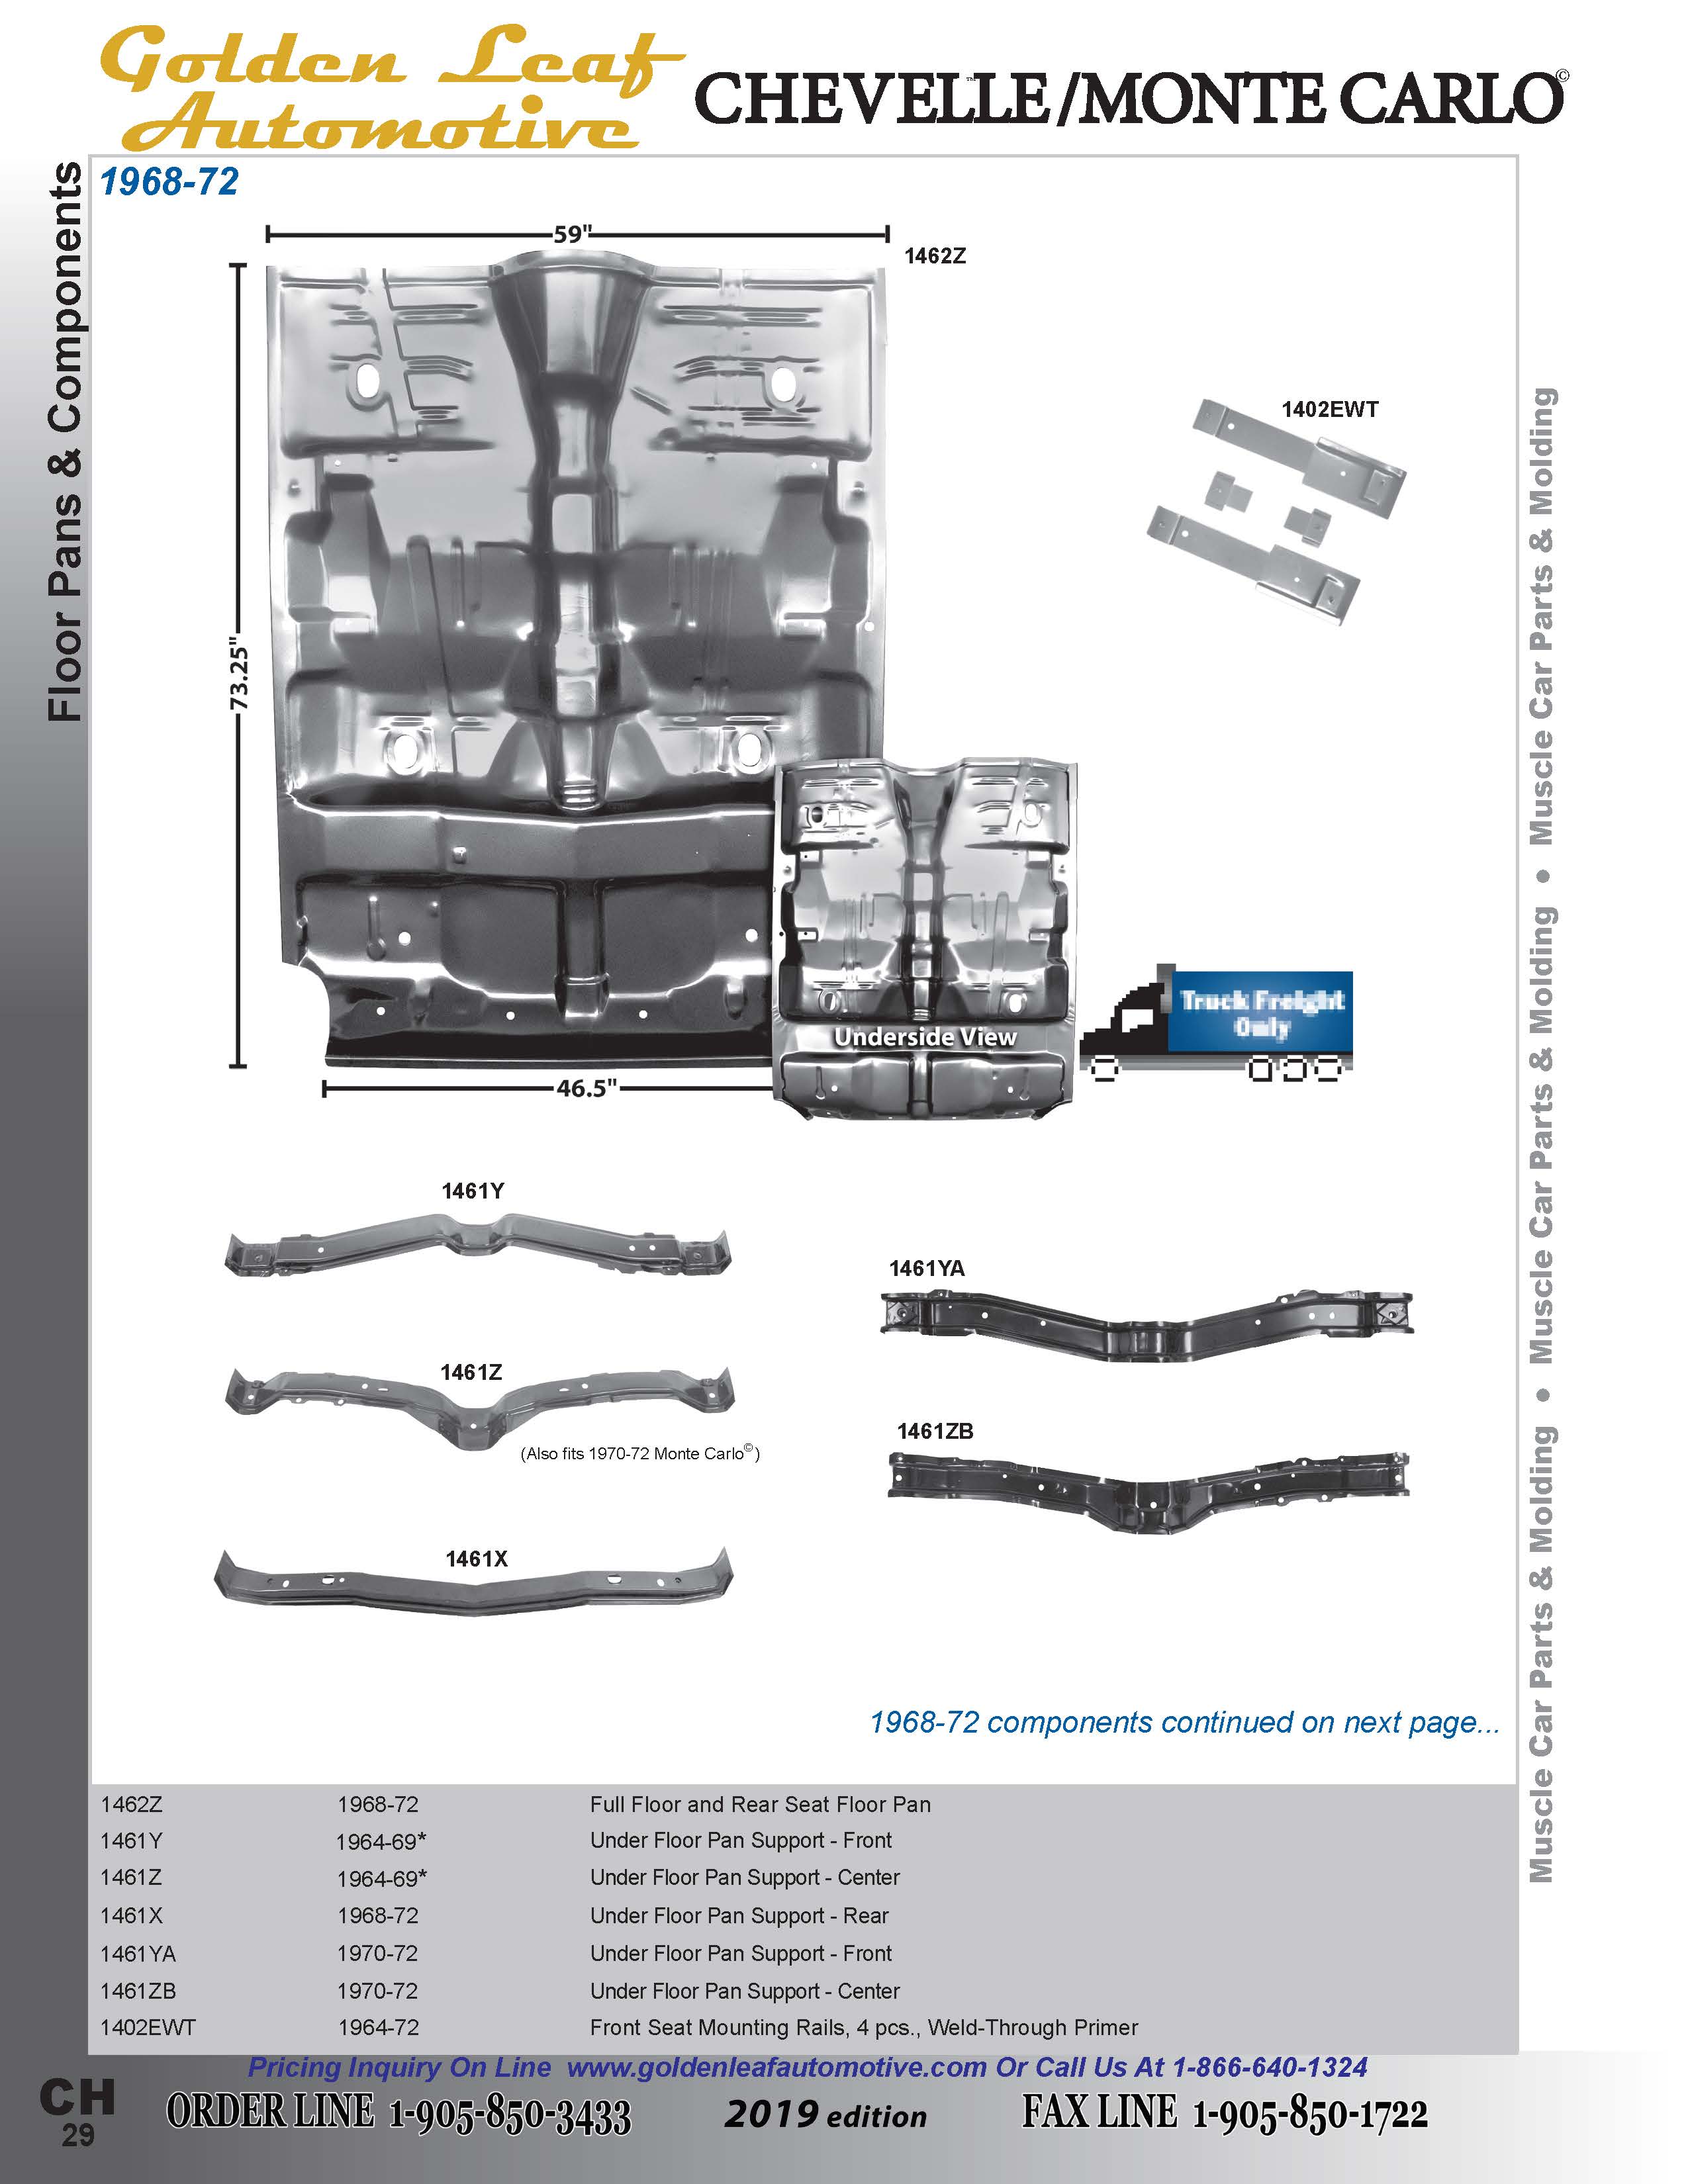 Golden Leaf
Automotive
CHEVELLE™/MONTE CARLO©
Floor Pans & Components
1968-72
59"
1462Z
1402EWT
73.25"
Underside View
Truck Freight
Only
46.5"
1461Y
1461YA
1461Z
(Also fits 1970-72 Monte Carlo©)
1461ZB
1461X
1968-72 components continued on next page...
1462Z 1968-72 Full Floor and Rear Seat Floor Pan
1461Y 1964-69* Under Floor Pan Support - Front
1461Z 1964-69* Under Floor Pan Support - Center
1461X 1968-72 Under Floor Pan Support - Rear
1461YA 1970-72 Under Floor Pan Support - Front
1461ZB 1970-72 Under Floor Pan Support - Center
1402EWT 1964-72 Front Seat Mounting Rails, 4 pcs., Weld-Through Primer
Muscle Car Parts & Molding • Muscle Car Parts & Molding • Muscle Car Parts & Molding
Pricing Inquiry On Line www.goldenleafautomotive.com Or Call Us At 1-866-640-1324
CH
29
ORDER LINE 1-905-850-3433
2019 edition
FAX LINE 1-905-850-1722